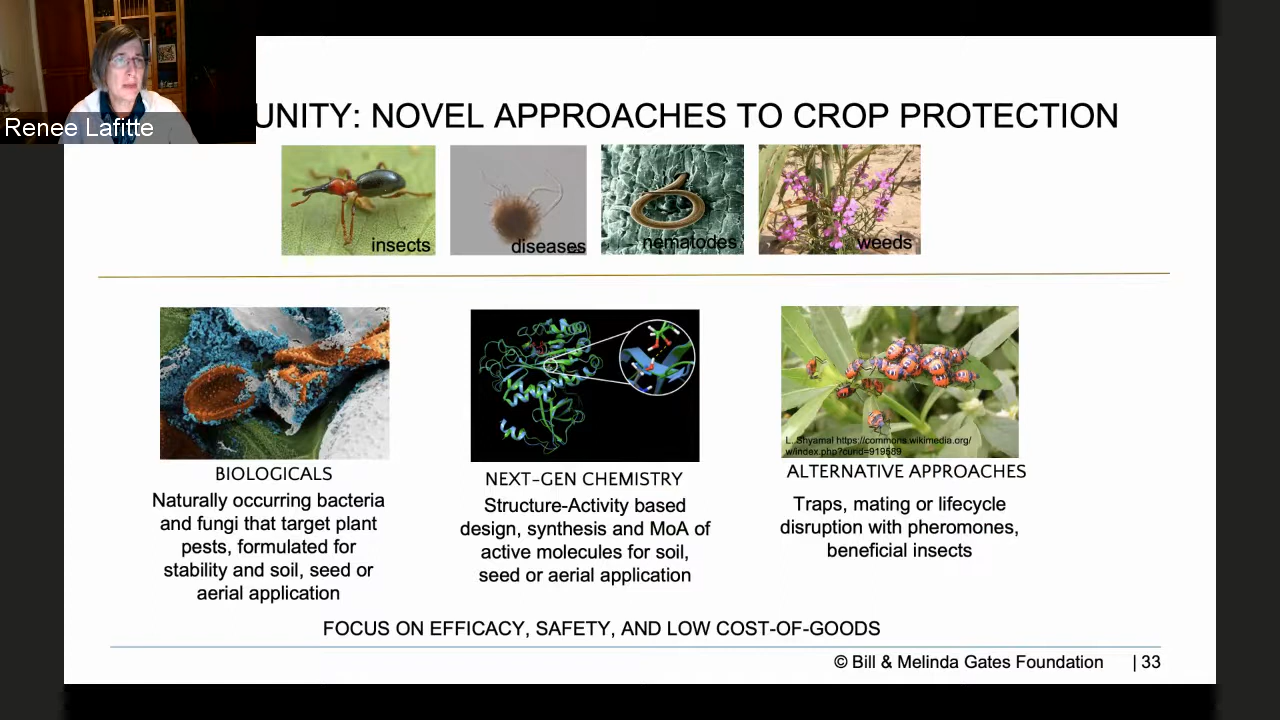 Renee Lafitte
UNITY: NOVEL APPROACHES TO CROP PROTECTION
insects
diseases
nematodes
weeds
L. Shyamal https://commons.wikimedia.org/
w/index.php?curid=919589
BIOLOGICALS
Naturally occurring bacteria
and fungi that target plant
pests, formulated for
stability and soil, seed or
aerial application
NEXT-GEN CHEMISTRY
Structure-Activity based
design, synthesis and MoA of
active molecules for soil,
seed or aerial application
ALTERNATIVE APPROACHES
Traps, mating or lifecycle
disruption with pheromones,
beneficial insects
FOCUS ON EFFICACY, SAFETY, AND LOW COST-OF-GOODS
© Bill & Melinda Gates Foundation | 33